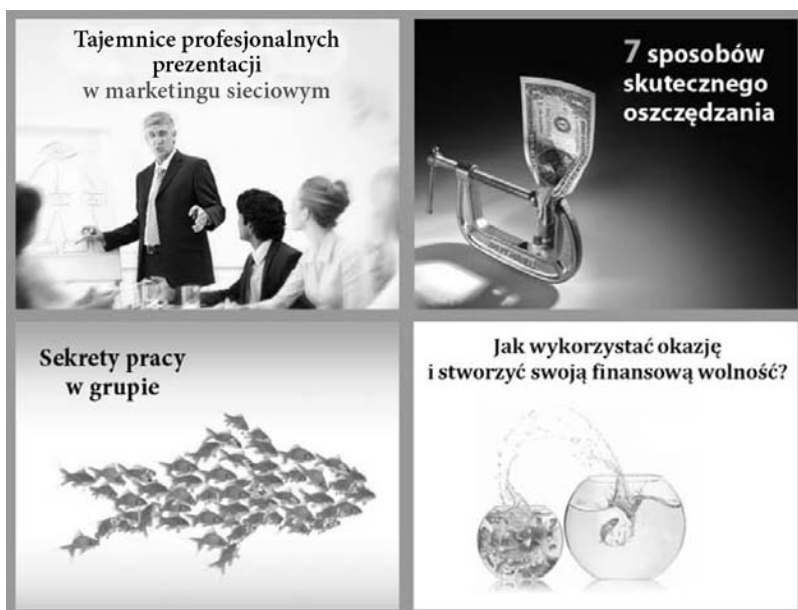 Tajemnice profesjonalnych
prezentacji
w marketingu sieciowym
7 sposobów
skutecznego
oszczędzania
Sekrety pracy
w grupie
Jak wykorzystać okazję
i stworzyć swoją finansową wolność?